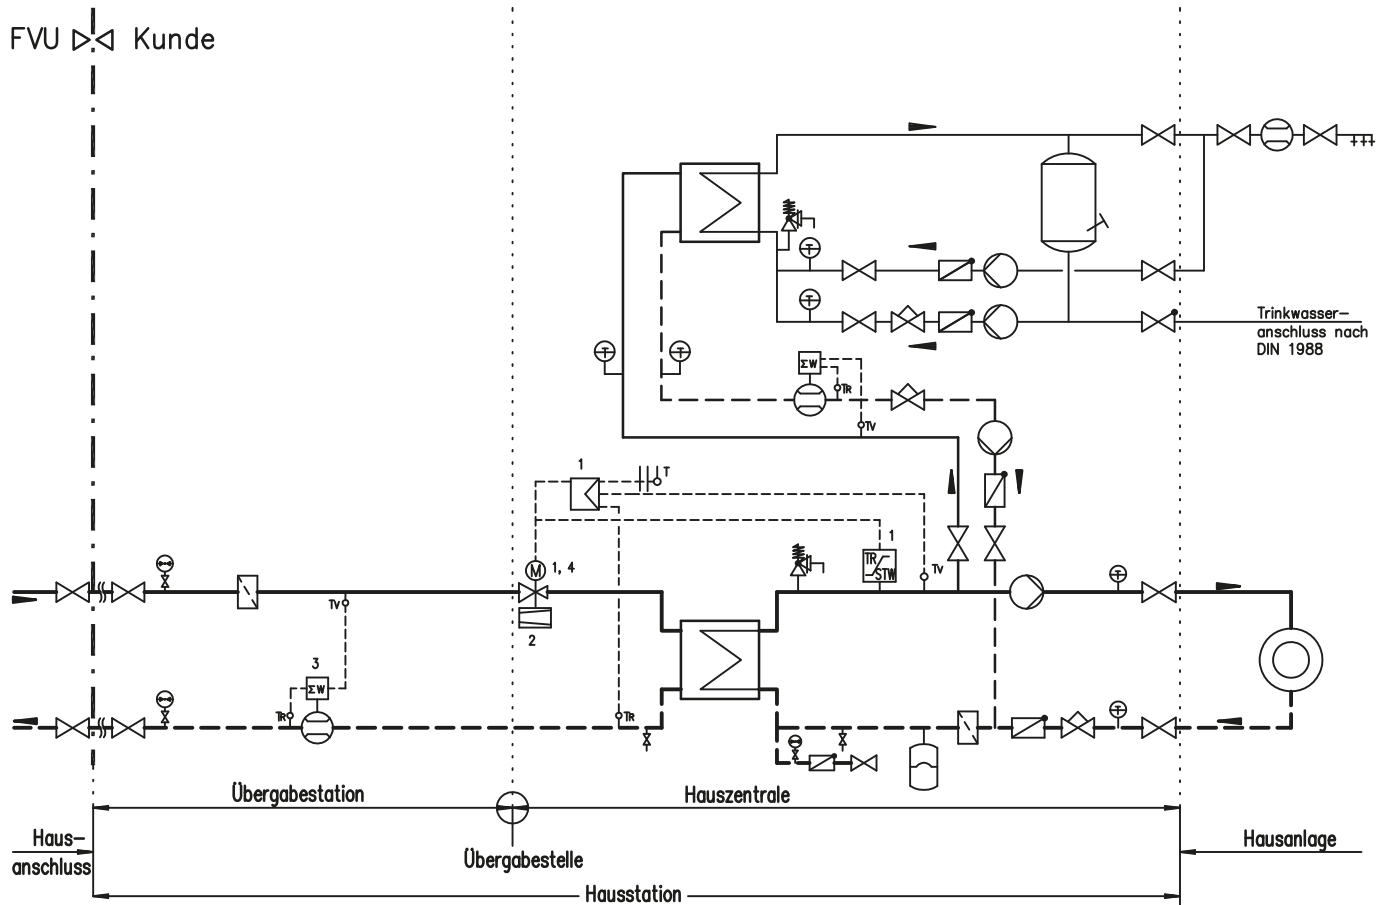 FVU Kunde
Trinkwasser-
anschluss nach
DIN 1988
ΣW
TR
TV
1
T
1
TR
STW
TV
M
1, 4
2
TV
3
ΣW
TR
TR
T
T
T
T
T
T
Übergabestation
Hauszentrale
Haus-
anschluss
Übergabestelle
Hausanlage
Hausstation